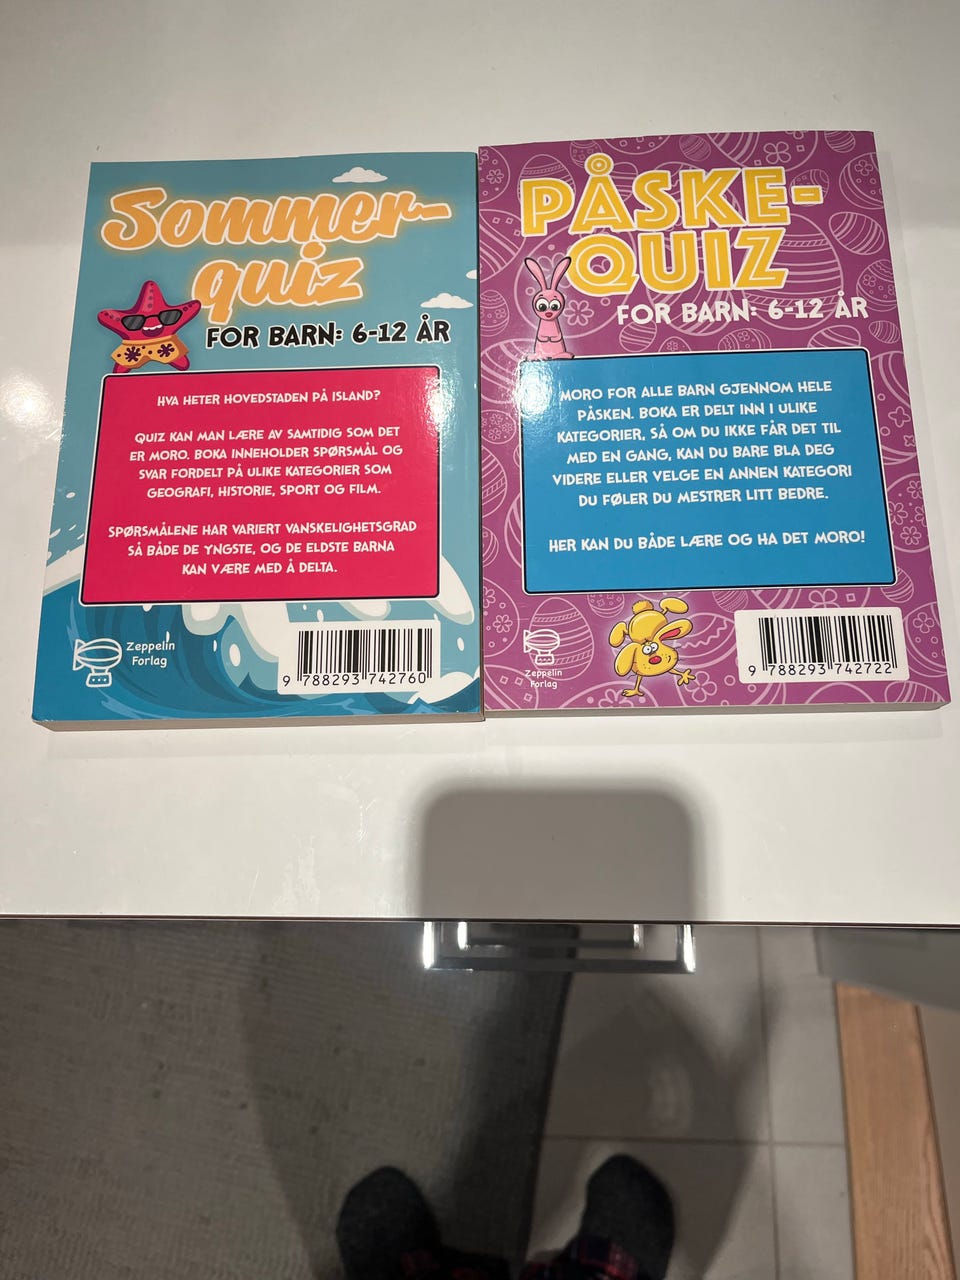 Sommer-
quiz
FOR BARN: 6-12 ÅR
HVA HETER HOVEDSTADEN PÅ ISLAND?
QUIZ KAN MAN LÆRE AV SAMTIDIG SOM DET
ER MORO. BOKA INNEHOLDER SPØRSMÅL OG
SVAR FORDELT PÅ ULIKE KATEGORIER SOM
GEOGRAFI, HISTORIE, SPORT OG FILM.
SPØRSMÅLENE HAR VARIERT VANSKELIGHETSGRAD
SÅ BÅDE DE YNGSTE, OG DE ELDSTE BARNA
KAN VÆRE MED Å DELTA.
Zeppelin
Forlag
9 788293 742760
PÅSKE-
QUIZ
FOR BARN: 6-12 ÅR
MORO FOR ALLE BARN GJENNOM HELE
PÅSKEN. BOKA ER DELT INN I ULIKE
KATEGORIER, SÅ OM DU IKKE FÅR DET TIL
MED EN GANG, KAN DU BARE BLA DEG
VIDERE ELLER VELGE EN ANNEN KATEGORI
DU FØLER DU MESTRER LITT BEDRE.
HER KAN DU BÅDE LÆRE OG HA DET MORO!
Zeppelin
Forlag
9 788293 742722